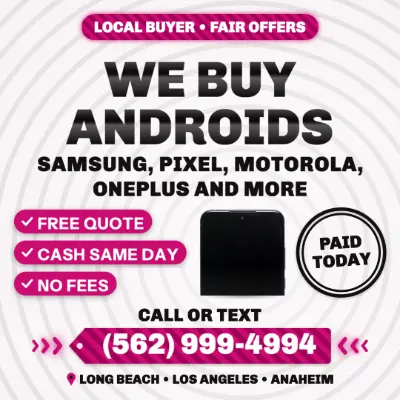 LOCAL BUYER • FAIR OFFERS
WE BUY
ANDROIDS
SAMSUNG, PIXEL, MOTOROLA,
ONEPLUS AND MORE
FREE QUOTE
CASH SAME DAY
NO FEES
PAID
TODAY
CALL OR TEXT
(562) 999-4994
LONG BEACH • LOS ANGELES • ANAHEIM